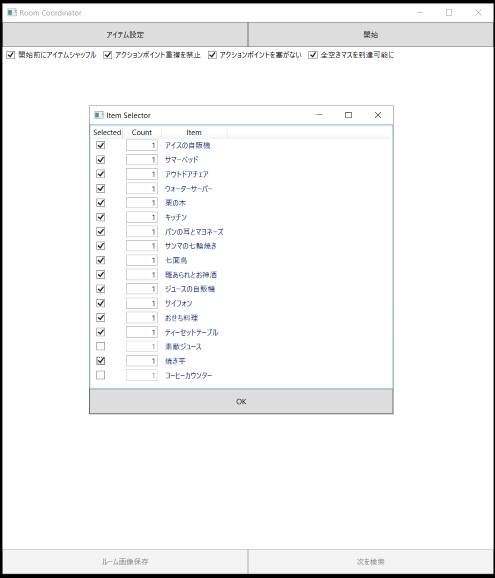 Room Coordinator
アイテム設定 開始
開始前にアイテムシャッフル アクションポイント重複を禁止 アクションポイントを塞がない 全空きマスを到達可能に
Item Selector
Selected Count Item
1 アイスの自販機
1 サマーベッド
1 アウトドアチェア
1 ウォーターサーバー
1 栗の木
1 キッチン
1 パンの耳とマヨネーズ
1 サンマの七輪焼き
1 七面鳥
1 雛あられとお神酒
1 ジュースの自販機
1 サイフォン
1 おせち料理
1 ティーセットテーブル
1 素敵ジュース
1 焼き芋
1 コーヒーカウンター
OK
ルーム画像保存 次を検索